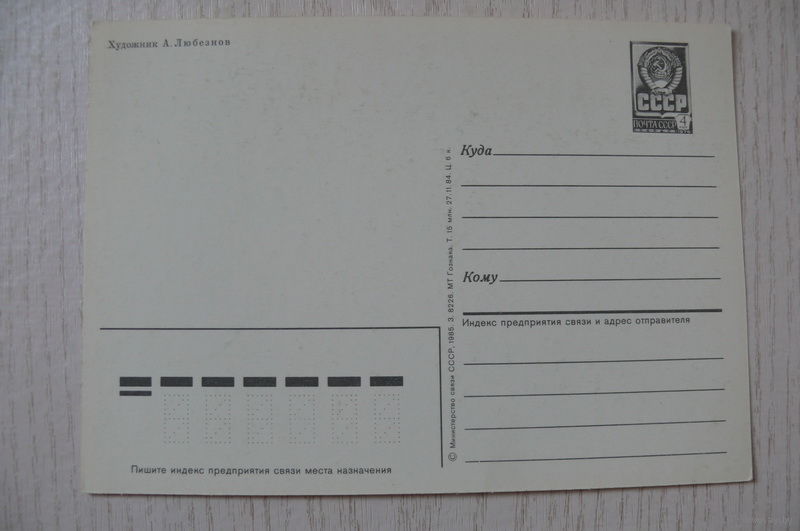 Художник А. Любезнов
СССР
ПОЧТА СССР 4
Куда
Кому
Индекс предприятия связи и адрес отправителя
© Министерство связи СССР, 1985. З. 8226. МТ Гознака. Т. 15 млн. 27.11.84. Ц. 6 к.
Пишите индекс предприятия связи места назначения